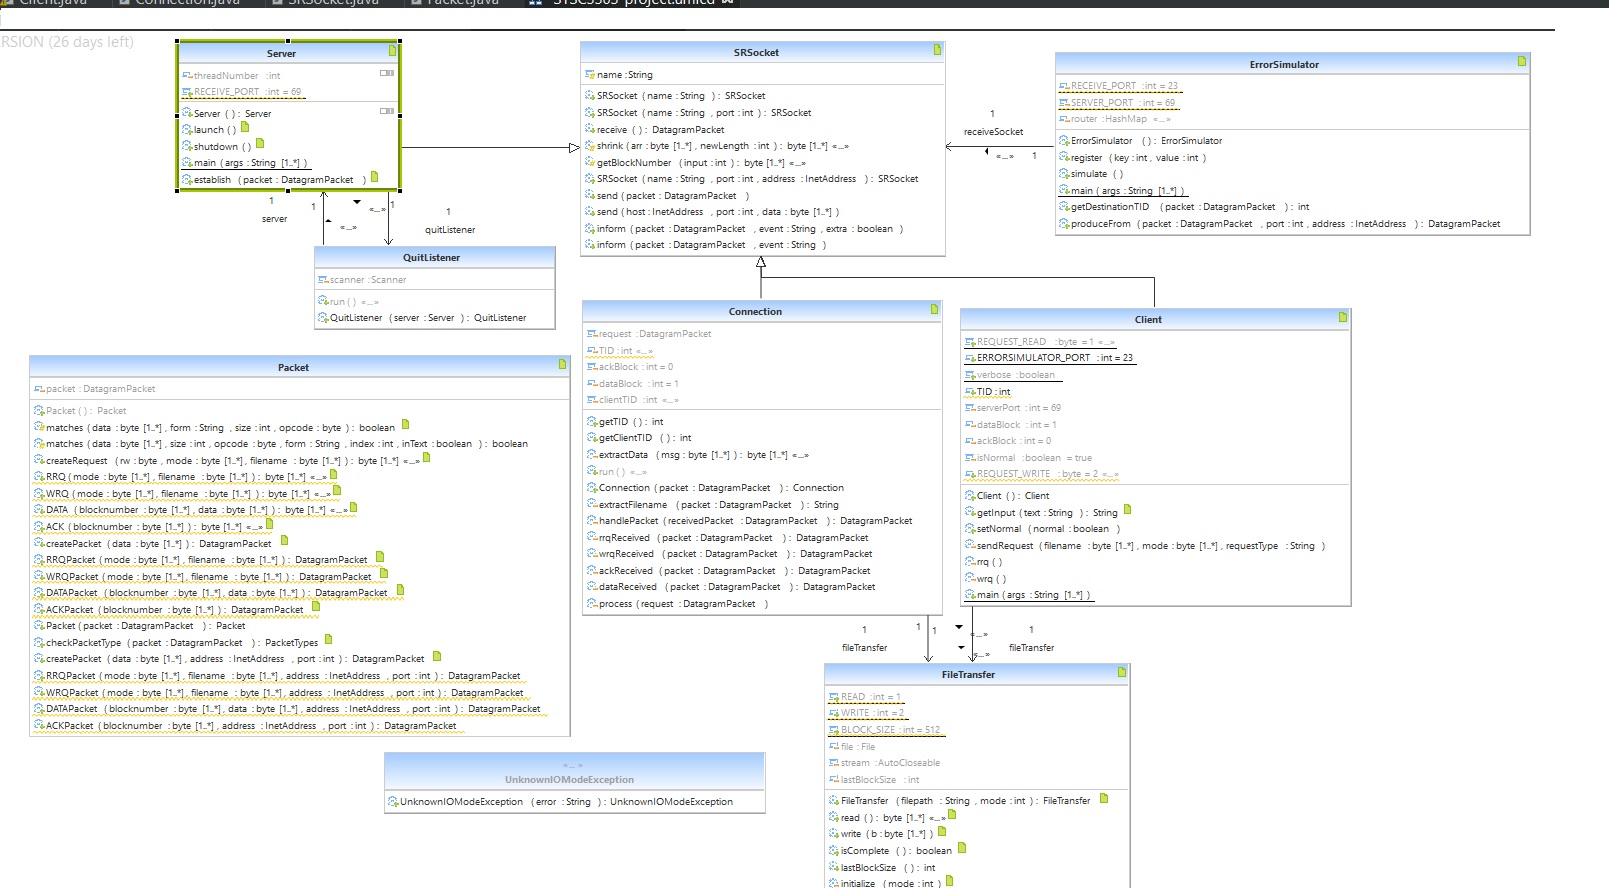 Client.java Connection.java SRSocket.java Packet.java
RSION (26 days left)
Server
threadNumber :int
RECEIVE_PORT :int = 69
Server ( ) : Server
launch ( )
shutdown ( )
main (args :String [1..*] )
establish (packet :DatagramPacket )
SRSocket
name :String
SRSocket (name :String ) : SRSocket
SRSocket (name :String , port :int ) : SRSocket
receive ( ) : DatagramPacket
shrink (arr :byte [1..*] , newLength :int ) : byte [1..*] «...»
getBlockNumber (input :int ) : byte [1..*] «...»
SRSocket (name :String , port :int , address :InetAddress ) : SRSocket
send (packet :DatagramPacket )
send (host :InetAddress , port :int , data :byte [1..*] )
inform (packet :DatagramPacket , event :String , extra :boolean )
inform (packet :DatagramPacket , event :String )
ErrorSimulator
RECEIVE_PORT :int = 23
SERVER_PORT :int = 69
router :HashMap «...»
ErrorSimulator ( ) : ErrorSimulator
register (key :int , value :int )
simulate ( )
main (args :String [1..*] )
getDestinationTID (packet :DatagramPacket ) : int
produceFrom (packet :DatagramPacket , port :int , address :InetAddress ) : DatagramPacket
1
receiveSocket
«...» 1
1
server
1
«...»
«...» 1
1
quitListener
QuitListener
scanner :Scanner
run ( ) «...»
QuitListener (server :Server ) : QuitListener
Packet
packet :DatagramPacket
Packet ( ) : Packet
matches (data :byte [1..*] , form :String , size :int , opcode :byte ) : boolean
matches (data :byte [1..*] , size :int , opcode :byte , form :String , index :int , inText :boolean ) : boolean
createRequest (rw :byte , mode :byte [1..*] , filename :byte [1..*] ) : byte [1..*] «...»
RRQ (mode :byte [1..*] , filename :byte [1..*] ) : byte [1..*] «...»
WRQ (mode :byte [1..*] , filename :byte [1..*] ) : byte [1..*] «...»
DATA (blocknumber :byte [1..*] , data :byte [1..*] ) : byte [1..*] «...»
ACK (blocknumber :byte [1..*] ) : byte [1..*] «...»
createPacket (data :byte [1..*] ) : DatagramPacket
RRQPacket (mode :byte [1..*] , filename :byte [1..*] ) : DatagramPacket
WRQPacket (mode :byte [1..*] , filename :byte [1..*] ) : DatagramPacket
DATAPacket (blocknumber :byte [1..*] , data :byte [1..*] ) : DatagramPacket
ACKPacket (blocknumber :byte [1..*] ) : DatagramPacket
Packet (packet :DatagramPacket ) : Packet
checkPacketType (packet :DatagramPacket ) : PacketTypes
createPacket (data :byte [1..*] , address :InetAddress , port :int ) : DatagramPacket
RRQPacket (mode :byte [1..*] , filename :byte [1..*] , address :InetAddress , port :int ) : DatagramPacket
WRQPacket (mode :byte [1..*] , filename :byte [1..*] , address :InetAddress , port :int ) : DatagramPacket
DATAPacket (blocknumber :byte [1..*] , data :byte [1..*] , address :InetAddress , port :int ) : DatagramPacket
ACKPacket (blocknumber :byte [1..*] , address :InetAddress , port :int ) : DatagramPacket
Connection
request :DatagramPacket
TID :int «...»
ackBlock :int = 0
dataBlock :int = 1
clientTID :int «...»
getTID ( ) : int
getClientTID ( ) : int
extractData (msg :byte [1..*] ) : byte [1..*] «...»
run ( ) «...»
Connection (packet :DatagramPacket ) : Connection
extractFilename (packet :DatagramPacket ) : String
handlePacket (receivedPacket :DatagramPacket ) : DatagramPacket
rrqReceived (packet :DatagramPacket ) : DatagramPacket
wrqReceived (packet :DatagramPacket ) : DatagramPacket
ackReceived (packet :DatagramPacket ) : DatagramPacket
dataReceived (packet :DatagramPacket ) : DatagramPacket
process (request :DatagramPacket )
Client
REQUEST_READ :byte = 1 «...»
ERRORSIMULATOR_PORT :int = 23
verbose :boolean
TID :int
serverPort :int = 69
dataBlock :int = 1
ackBlock :int = 0
isNormal :boolean = true
REQUEST_WRITE :byte = 2 «...»
Client ( ) : Client
getInput (text :String ) : String
setNormal (normal :boolean )
sendRequest (filename :byte [1..*] , mode :byte [1..*] , requestType :String )
rrq ( )
wrq ( )
main (args :String [1..*] )
1
fileTransfer
1 1
«...»
«...»
1
fileTransfer
FileTransfer
READ :int = 1
WRITE :int = 2
BLOCK_SIZE :int = 512
file :File
stream :AutoCloseable
lastBlockSize :int
FileTransfer (filepath :String , mode :int ) : FileTransfer
read ( ) : byte [1..*] «...»
write (b :byte [1..*] )
isComplete ( ) : boolean
lastBlockSize ( ) : int
initialize (mode :int )
«...»
UnknownIOModeException
UnknownIOModeException (error :String ) : UnknownIOModeException